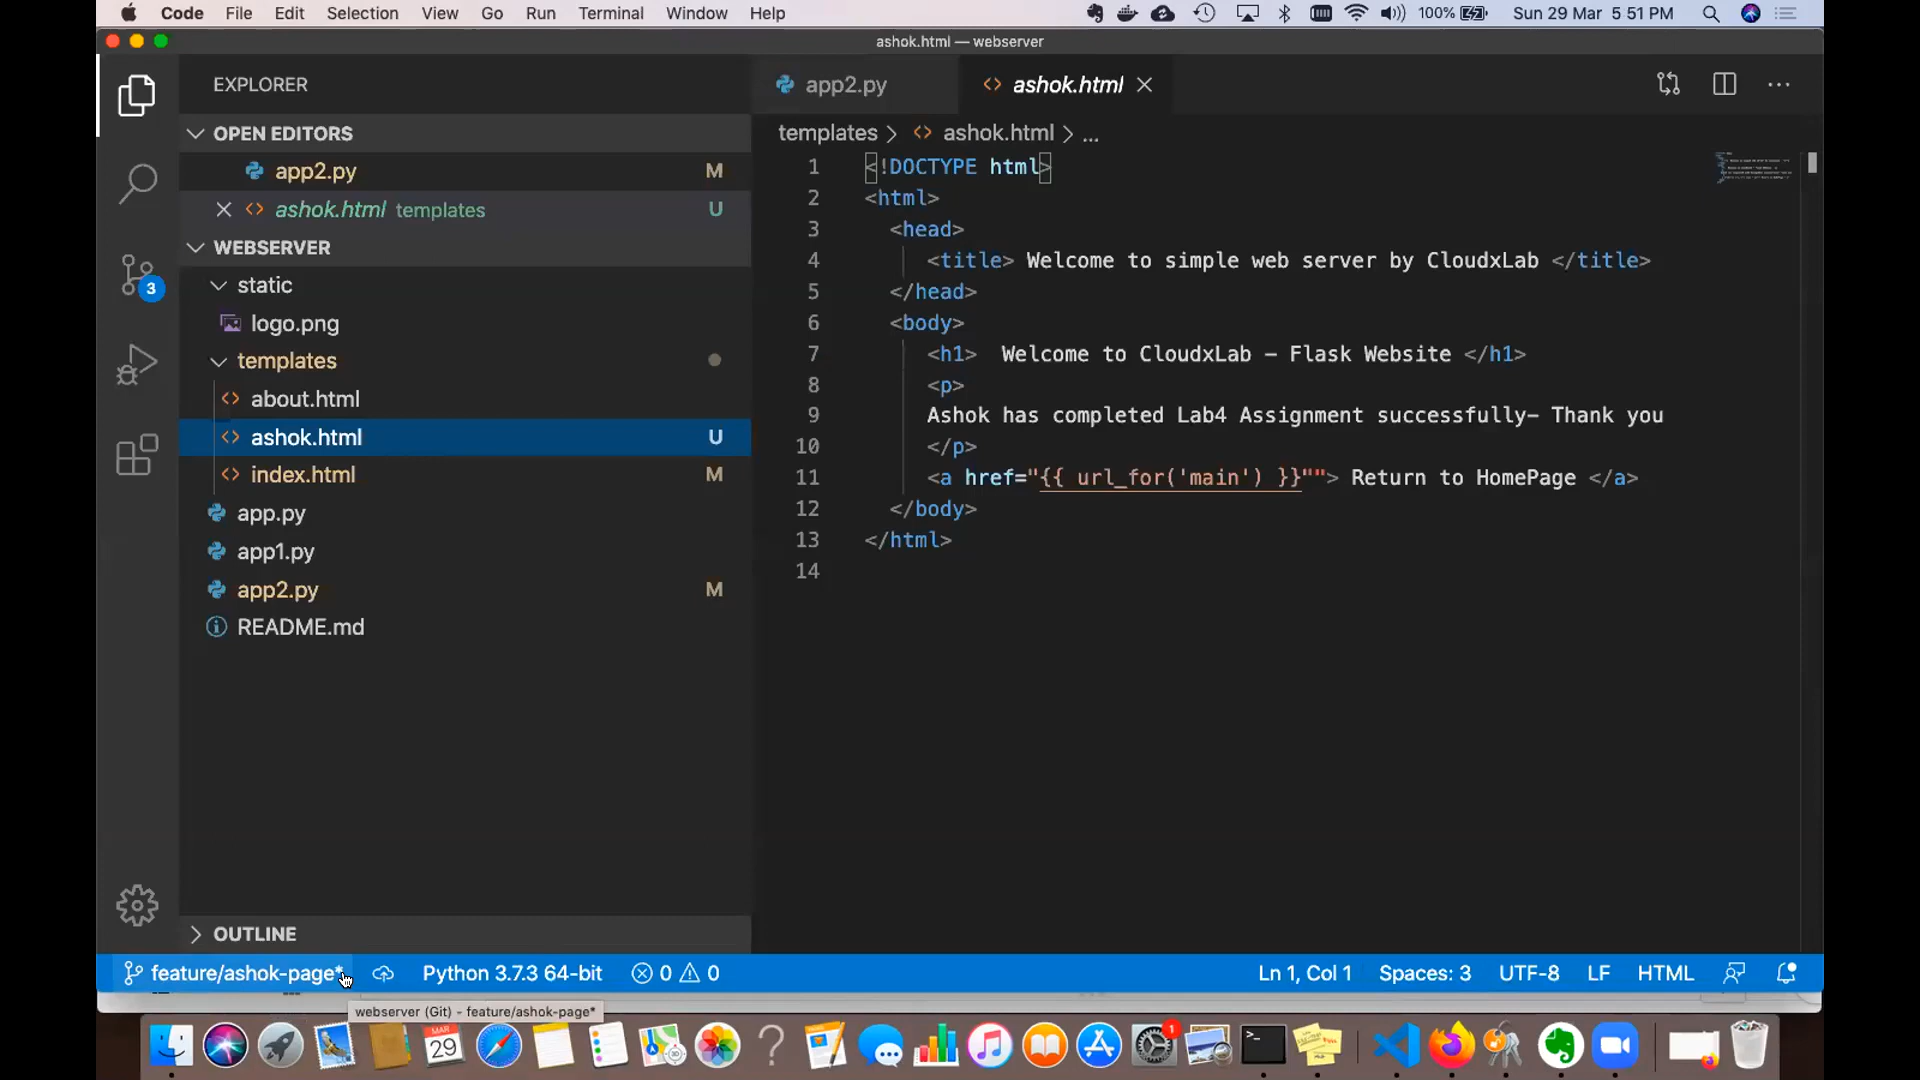 Code File Edit Selection View Go Run Terminal Window Help 100% Sun 29 Mar 5 51 PM
ashok.html — webserver
EXPLORER
OPEN EDITORS
app2.py M
ashok.html templates U
WEBSERVER
static
logo.png
templates
about.html
ashok.html U
index.html M
app.py
app1.py
app2.py M
README.md
OUTLINE
3
app2.py ashok.html
templates > ashok.html > ...
1 <!DOCTYPE html>
2 <html>
3 <head>
4 <title> Welcome to simple web server by CloudxLab </title>
5 </head>
6 <body>
7 <h1> Welcome to CloudxLab – Flask Website </h1>
8 <p>
9 Ashok has completed Lab4 Assignment successfully– Thank you
10 </p>
11 <a href="{{ url_for('main') }}""> Return to HomePage </a>
12 </body>
13 </html>
14
feature/ashok-page* Python 3.7.3 64-bit 0 0 Ln 1, Col 1 Spaces: 3 UTF-8 LF HTML
webserver (Git) - feature/ashok-page*
MAR
29
1